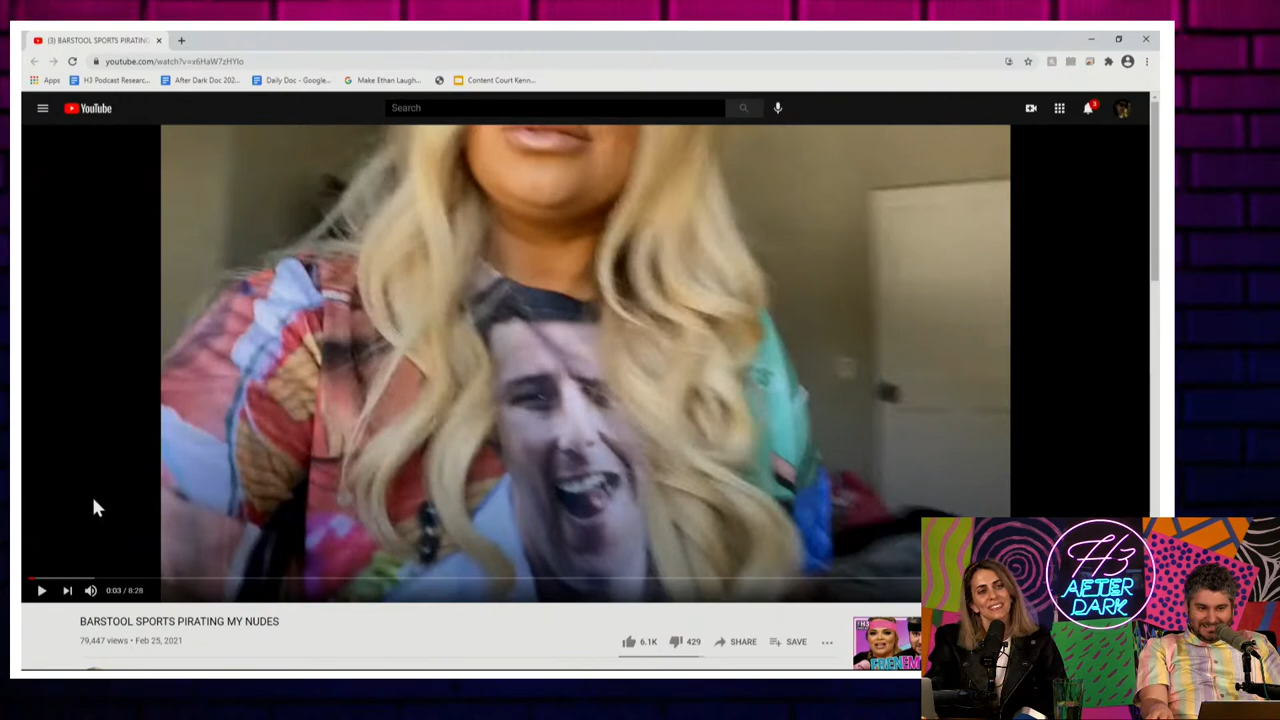 (3) BARSTOOL SPORTS PIRATING
youtube.com/watch?v=x6HaW7zHYIo
Apps H3 Podcast Researc... After Dark Doc 202... Daily Doc - Google... Make Ethan Laugh... Content Court Kenn...
YouTube
Search
3
0:03 / 8:28
BARSTOOL SPORTS PIRATING MY NUDES
79,447 views • Feb 25, 2021
6.1K 429 SHARE SAVE
H3
AFTER
DARK